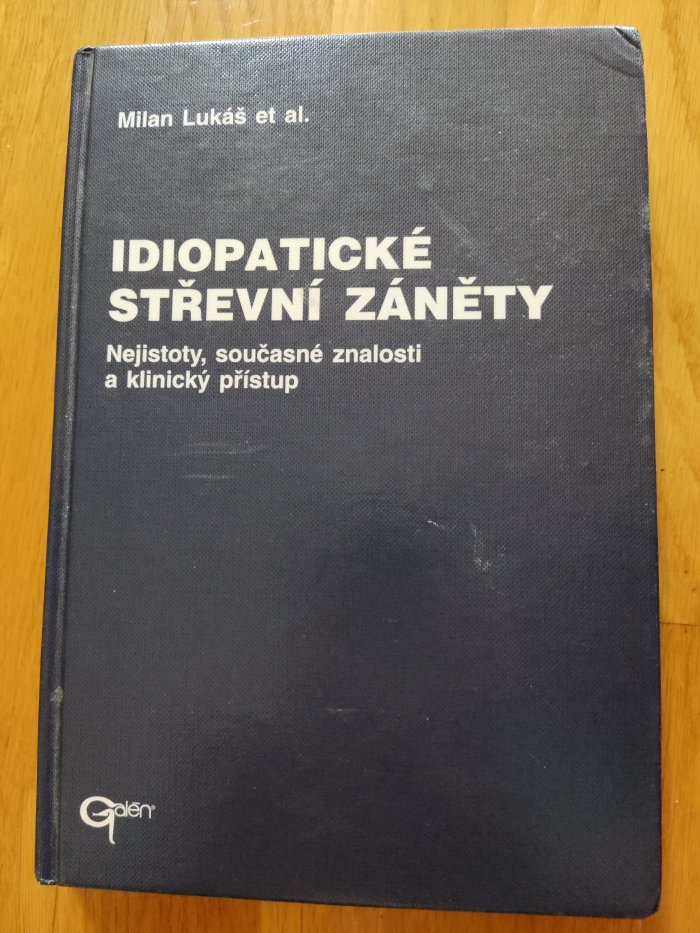 Milan Lukáš et al.
IDIOPATICKÉ
STŘEVNÍ ZÁNĚTY
Nejistoty, současné znalosti
a klinický přístup
Galén®